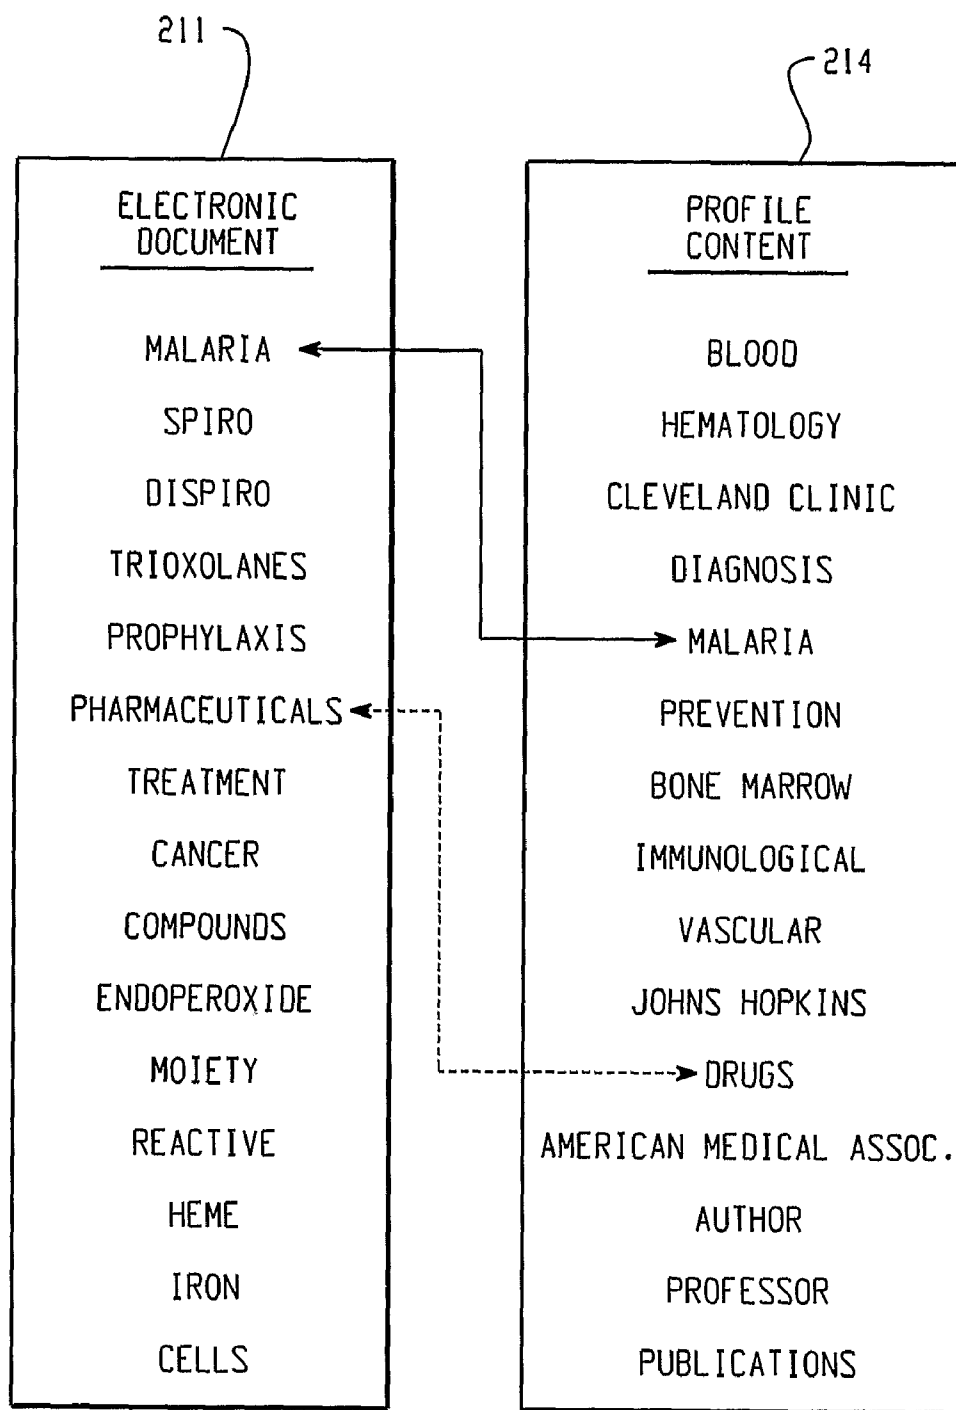 211
214
ELECTRONIC
DOCUMENT
MALARIA
SPIRO
DISPIRO
TRIOXOLANES
PROPHYLAXIS
PHARMACEUTICALS
TREATMENT
CANCER
COMPOUNDS
ENDOPEROXIDE
MOIETY
REACTIVE
HEME
IRON
CELLS
PROFILE
CONTENT
BLOOD
HEMATOLOGY
CLEVELAND CLINIC
DIAGNOSIS
MALARIA
PREVENTION
BONE MARROW
IMMUNOLOGICAL
VASCULAR
JOHNS HOPKINS
DRUGS
AMERICAN MEDICAL ASSOC.
AUTHOR
PROFESSOR
PUBLICATIONS